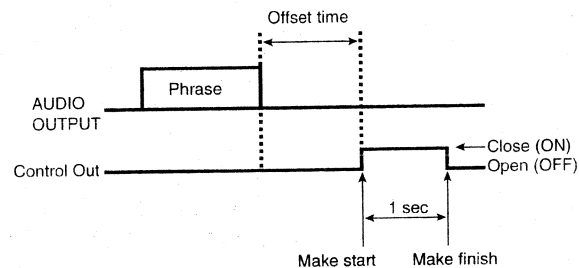 Offset time
Phrase
AUDIO
OUTPUT
Close (ON)
Control Out
Open (OFF)
1 sec
Make start
Make finish